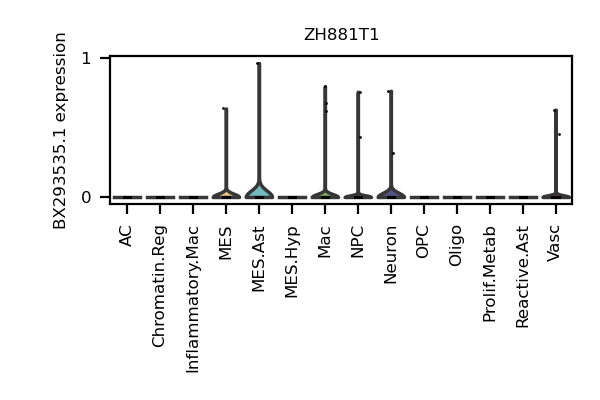 ZH881T1
BX293535.1 expression
1
0
AC
Chromatin.Reg
Inflammatory.Mac
MES
MES.Ast
MES.Hyp
Mac
NPC
Neuron
OPC
Oligo
Prolif.Metab
Reactive.Ast
Vasc